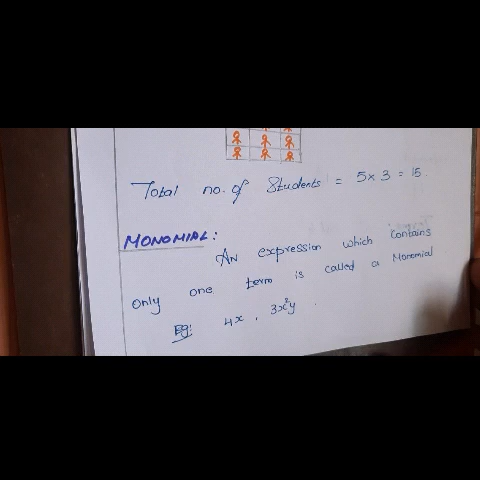 Total no. of Students = 5 x 3 = 15.
MONOMIAL:
AN expression which contains
only one term is called a Monomial
Eg: 4x, 3x²y.